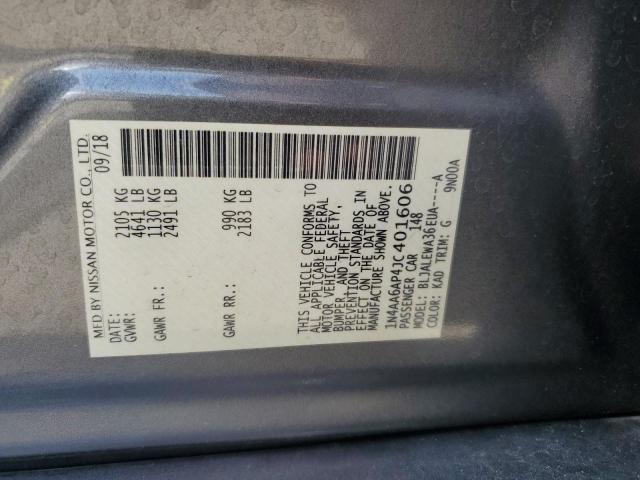 MFD BY NISSAN MOTOR CO., LTD.
DATE: 09/18
GVWR: 2105 KG
4641 LB
GAWR FR: 1130 KG
2491 LB
GAWR RR: 990 KG
2183 LB
THIS VEHICLE CONFORMS TO
ALL APPLICABLE FEDERAL
MOTOR VEHICLE SAFETY,
BUMPER, AND THEFT
PREVENTION STANDARDS IN
EFFECT ON THE DATE OF
MANUFACTURE SHOWN ABOVE.
1N4AA6AP4JC401606
PASSENGER CAR 148
MODEL: BLJALEWA36EUA----A
COLOR: KAD TRIM: G 9N00A